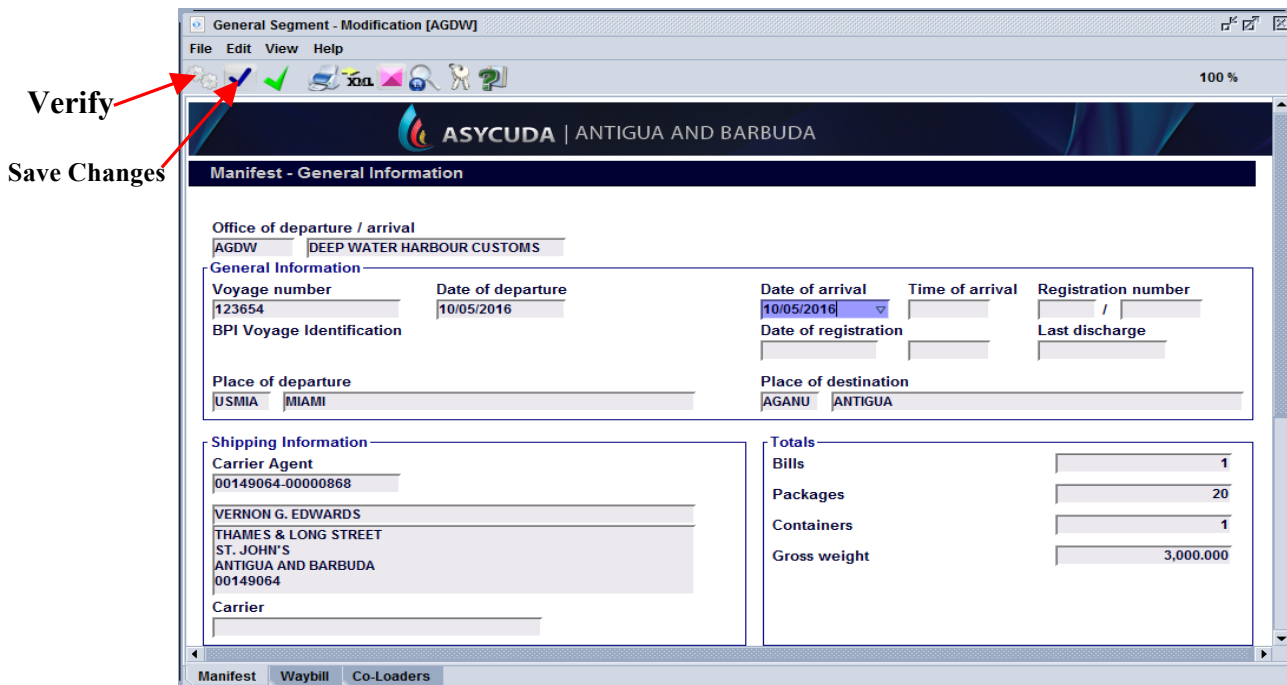 General Segment - Modification [AGDW]
File Edit View Help
xml 100 %
Verify
Save Changes
ASYCUDA | ANTIGUA AND BARBUDA
Manifest - General Information
Office of departure / arrival
AGDW DEEP WATER HARBOUR CUSTOMS
General Information
Voyage number Date of departure Date of arrival Time of arrival Registration number
123654 10/05/2016 10/05/2016 /
BPI Voyage Identification Date of registration Last discharge
Place of departure Place of destination
USMIA MIAMI AGANU ANTIGUA
Shipping Information
Carrier Agent
00149064-00000868
VERNON G. EDWARDS
THAMES & LONG STREET
ST. JOHN'S
ANTIGUA AND BARBUDA
00149064
Carrier
Totals
Bills 1
Packages 20
Containers 1
Gross weight 3,000.000
Manifest Waybill Co-Loaders